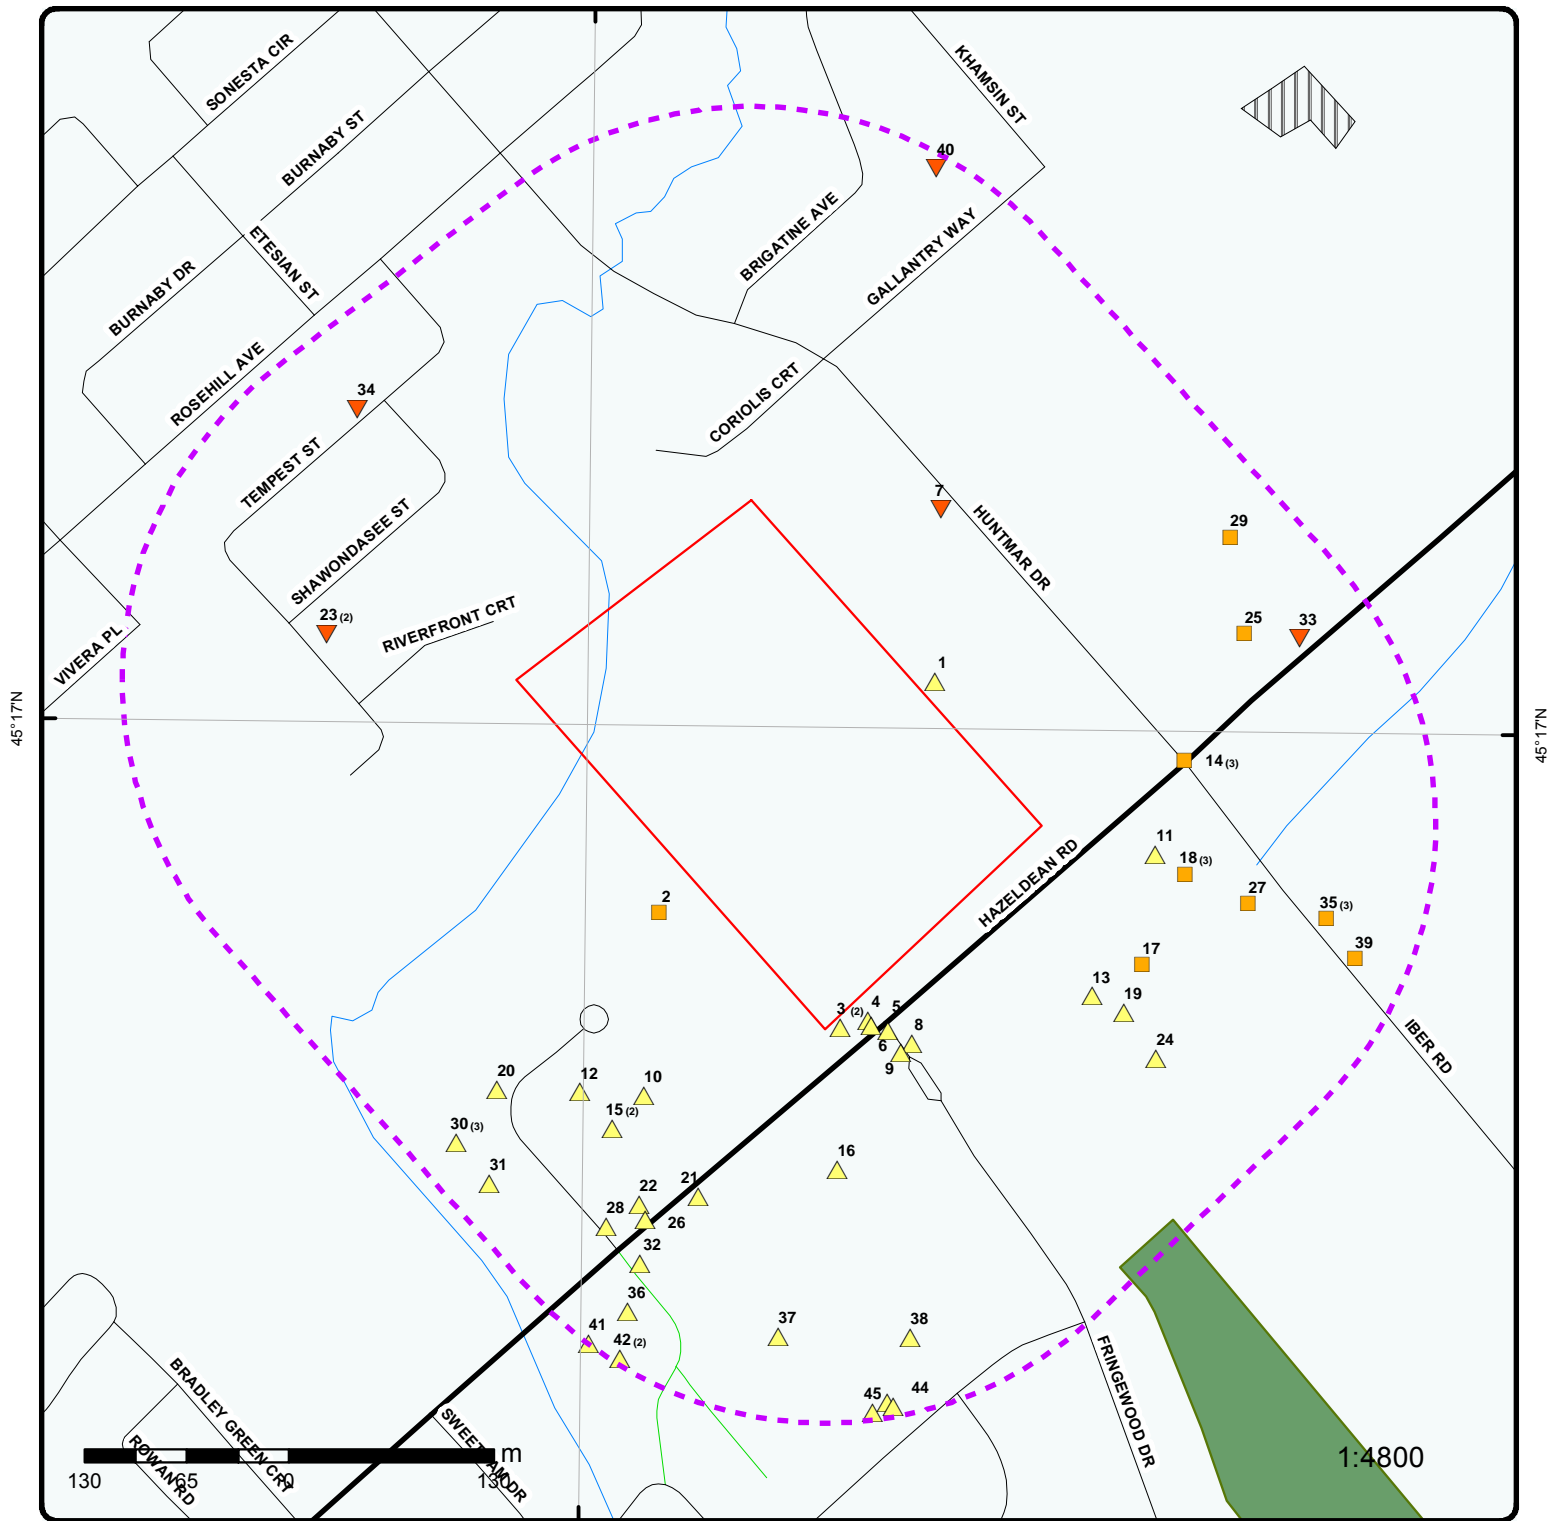 SONESTA CIR
KHAMSIN ST
BURNABY ST
40
BRIGATINE AVE
GALLANTRY WAY
ETESIAN ST
BURNABY DR
ROSEHILL AVE
34
CORIOLIS CRT
TEMPEST ST
7
HUNTMAR DR
SHAWONDASEE ST
29
23 (2)
RIVERFRONT CRT
25
33
VIVERA PL
1
45°17'N
45°17'N
14 (3)
11
18 (3)
HAZELDEAN RD
2
27
35 (3)
17
39
13
19
3 (2)
4
5
8
6
9
24
IBER RD
20
12
10
15 (2)
30 (3)
31
16
21
22
28
26
32
36
37
38
41
42 (2)
FRINGEWOOD DR
BRADLEY GREEN CRT
45
44
SWEETNAM DR
ROWAN RD
m
130
65
0
130
1:4800